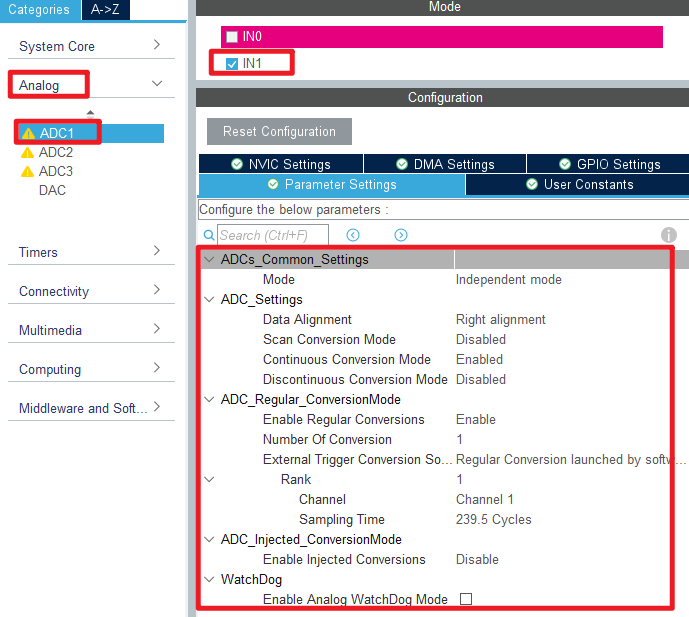 Categories A->Z
System Core
Analog
ADC1
ADC2
ADC3
DAC
Timers
Connectivity
Multimedia
Computing
Middleware and Soft...
Mode
IN0
IN1
Configuration
Reset Configuration
NVIC Settings DMA Settings GPIO Settings
Parameter Settings User Constants
Configure the below parameters :
Search (Ctrl+F)
ADCs_Common_Settings
Mode Independent mode
ADC_Settings
Data Alignment Right alignment
Scan Conversion Mode Disabled
Continuous Conversion Mode Enabled
Discontinuous Conversion Mode Disabled
ADC_Regular_ConversionMode
Enable Regular Conversions Enable
Number Of Conversion 1
External Trigger Conversion So... Regular Conversion launched by softw...
Rank 1
Channel Channel 1
Sampling Time 239.5 Cycles
ADC_Injected_ConversionMode
Enable Injected Conversions Disable
WatchDog
Enable Analog WatchDog Mode